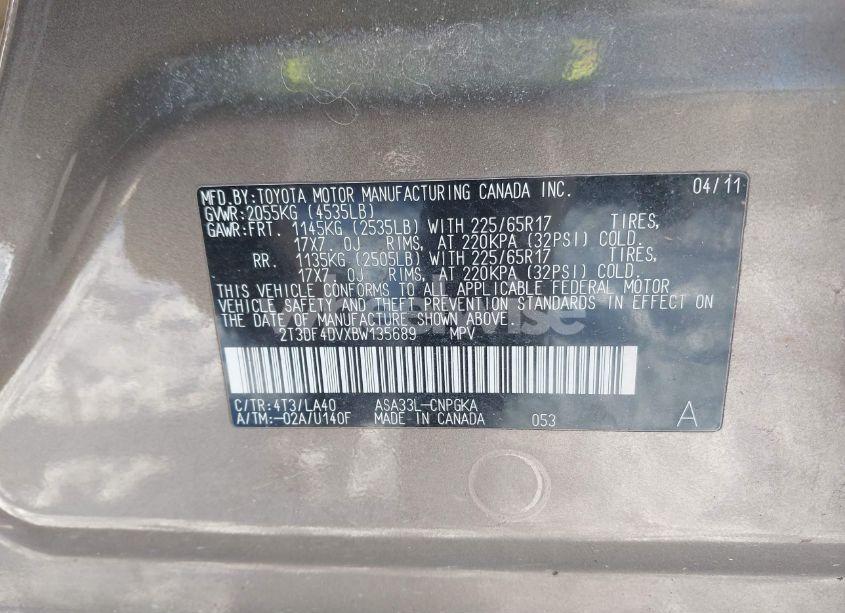 MFD.BY:TOYOTA MOTOR MANUFACTURING CANADA INC. 04/11
GVWR:2055KG (4535LB)
GAWR:FRT. 1145KG (2535LB) WITH 225/65R17 TIRES,
17X7. 0J RIMS, AT 220KPA (32PSI) COLD.
RR. 1135KG (2505LB) WITH 225/65R17 TIRES,
17X7. 0J RIMS, AT 220KPA (32PSI) COLD.
THIS VEHICLE CONFORMS TO ALL APPLICABLE FEDERAL MOTOR
VEHICLE SAFETY AND THEFT PREVENTION STANDARDS IN EFFECT ON
THE DATE OF MANUFACTURE SHOWN ABOVE.
2T3DF4DVXBW135689 MPV
C/TR:4T3/LA40 ASA33L-CNPGKA
A/TM:-02A/U140F MADE IN CANADA 053 A